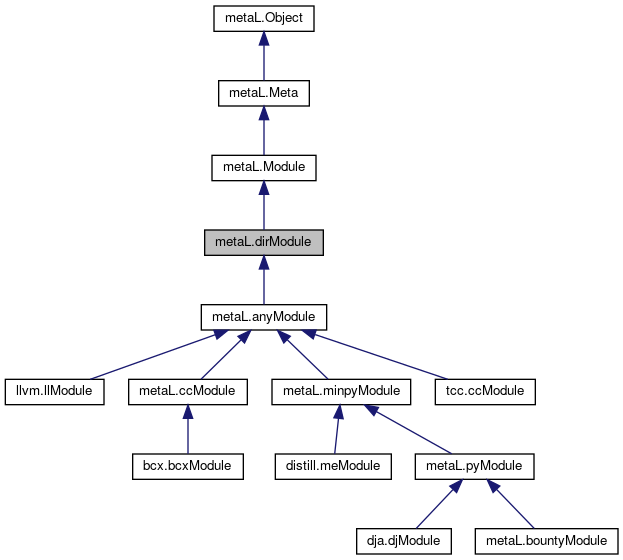 metaL.Object
metaL.Meta
metaL.Module
metaL.dirModule
metaL.anyModule
llvm.llModule
metaL.ccModule
metaL.minpyModule
tcc.ccModule
bcx.bcxModule
distill.meModule
metaL.pyModule
dja.djModule
metaL.bountyModule